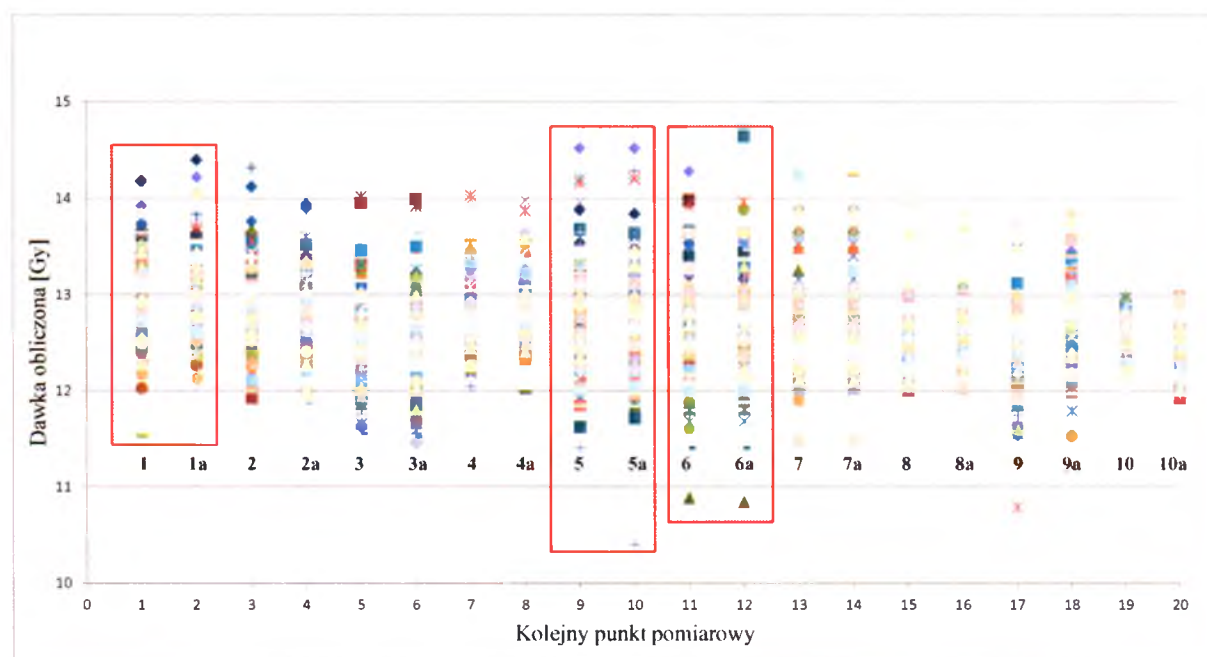 15
14
13
12
11
10
Dawka obliczona [Gy]
1 1a 2 2a 3 3a 4 4a 5 5a 6 6a 7 7a 8 8a 9 9a 10 10a
0 1 2 3 4 5 6 7 8 9 10 11 12 13 14 15 16 17 18 19 20
Kolejny punkt pomiarowy